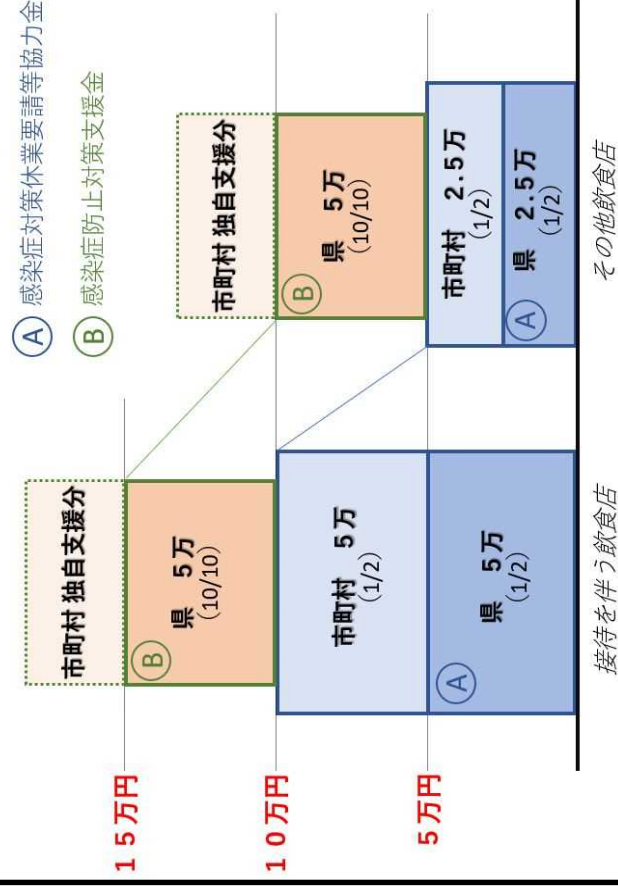 Ⓐ 感染症対策休業要請等協力金
Ⓑ 感染症防止対策支援金
15万円
10万円
5万円
市町村 独自支援分
Ⓑ
県 5万
(10/10)
市町村 5万
(1/2)
県 5万
(1/2)
Ⓐ
接待を伴う飲食店
市町村 独自支援分
Ⓑ
県 5万
(10/10)
市町村 2.5万
(1/2)
県 2.5万
(1/2)
Ⓐ
その他飲食店